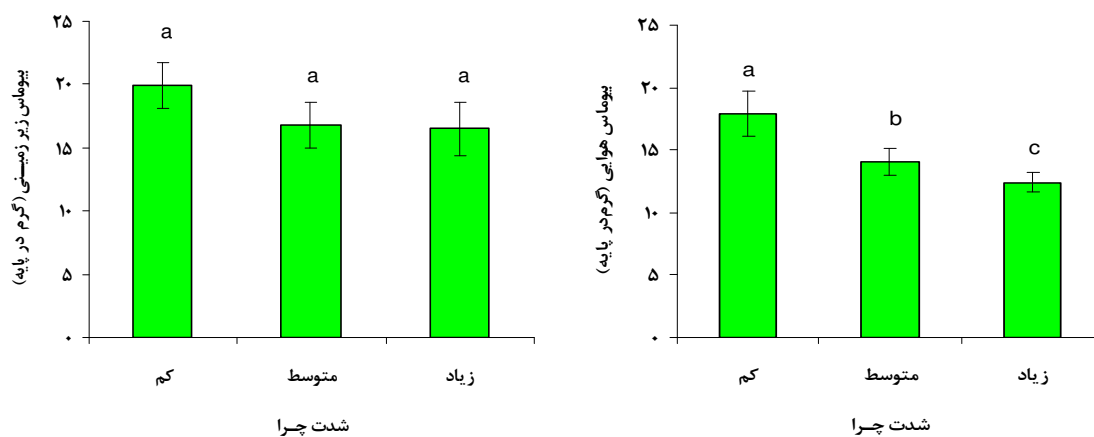 بیوماس زیر زمینی (گرم در پایه)
۲۵
۲۰
۱۵
۱۰
۵
۰
a
a
a
کم
متوسط
زیاد
شدت چرا
بیوماس هوایی (گرم در پایه)
۲۵
۲۰
۱۵
۱۰
۵
۰
a
b
c
کم
متوسط
زیاد
شدت چرا